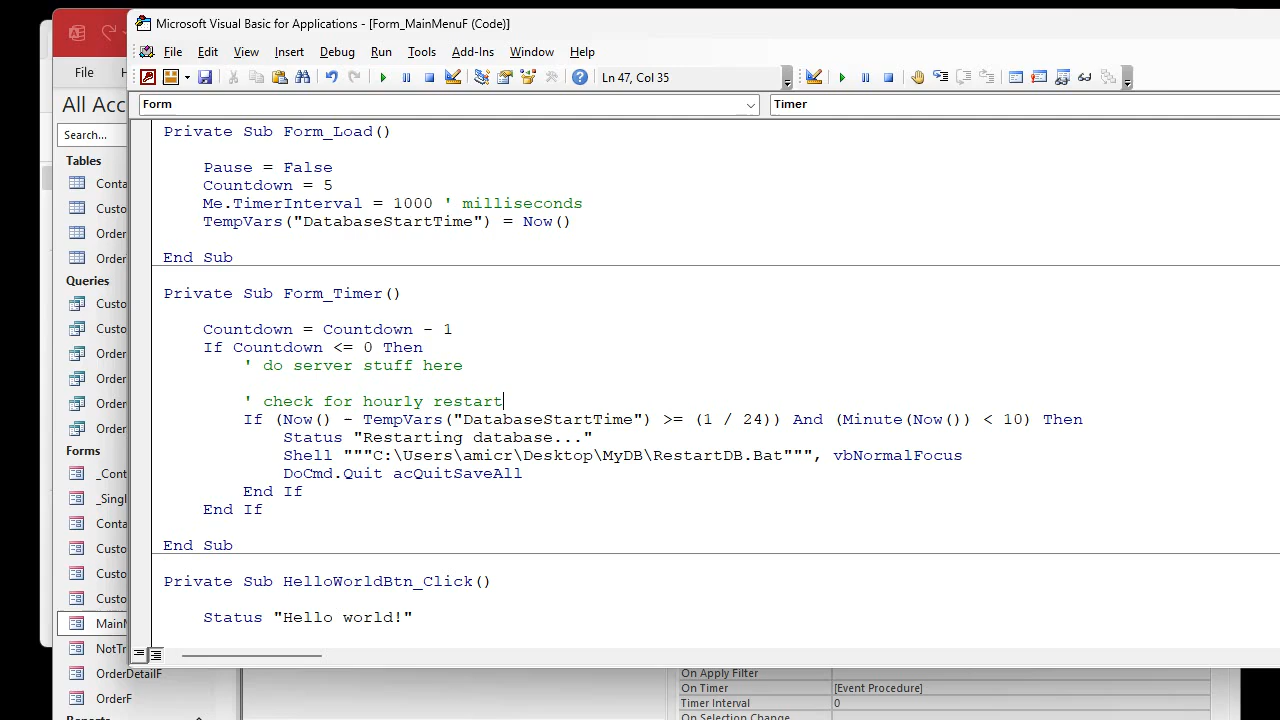 Microsoft Visual Basic for Applications - [Form_MainMenuF (Code)]
File Edit View Insert Debug Run Tools Add-Ins Window Help
Ln 47, Col 35
Form
Timer
File
All Acc
Search...
Tables
Conta
Custo
Order
Order
Queries
Custo
Custo
Order
Order
Order
Order
Forms
_Cont
_Singl
Conta
Custo
Custo
Custo
MainM
NotTr
OrderDetailF
OrderF
Private Sub Form_Load()
Pause = False
Countdown = 5
Me.TimerInterval = 1000 ' milliseconds
TempVars("DatabaseStartTime") = Now()
End Sub
Private Sub Form_Timer()
Countdown = Countdown - 1
If Countdown <= 0 Then
' do server stuff here
' check for hourly restart
If (Now() - TempVars("DatabaseStartTime") >= (1 / 24)) And (Minute(Now()) < 10) Then
Status "Restarting database..."
Shell """C:\Users\amicr\Desktop\MyDB\RestartDB.Bat""", vbNormalFocus
DoCmd.Quit acQuitSaveAll
End If
End If
End Sub
Private Sub HelloWorldBtn_Click()
Status "Hello world!"
On Apply Filter
On Timer [Event Procedure]
Timer Interval 0
On Selection Change